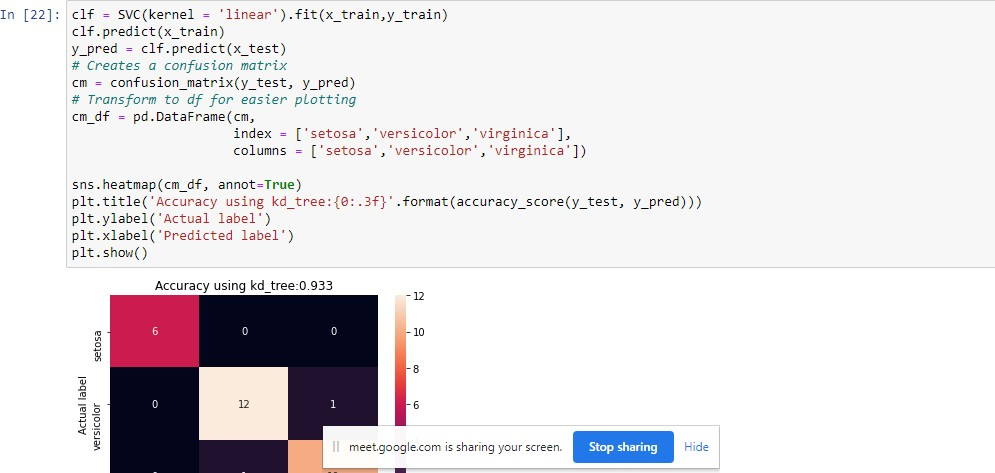 In [22]:
clf = SVC(kernel = 'linear').fit(x_train,y_train)
clf.predict(x_train)
y_pred = clf.predict(x_test)
# Creates a confusion matrix
cm = confusion_matrix(y_test, y_pred)
# Transform to df for easier plotting
cm_df = pd.DataFrame(cm,
index = ['setosa','versicolor','virginica'],
columns = ['setosa','versicolor','virginica'])
sns.heatmap(cm_df, annot=True)
plt.title('Accuracy using kd_tree:{0:.3f}'.format(accuracy_score(y_test, y_pred)))
plt.ylabel('Actual label')
plt.xlabel('Predicted label')
plt.show()
Accuracy using kd_tree:0.933
setosa
6 0 0
12
10
8
6
Actual label
versicolor
0 12 1
meet.google.com is sharing your screen.
Stop sharing
Hide